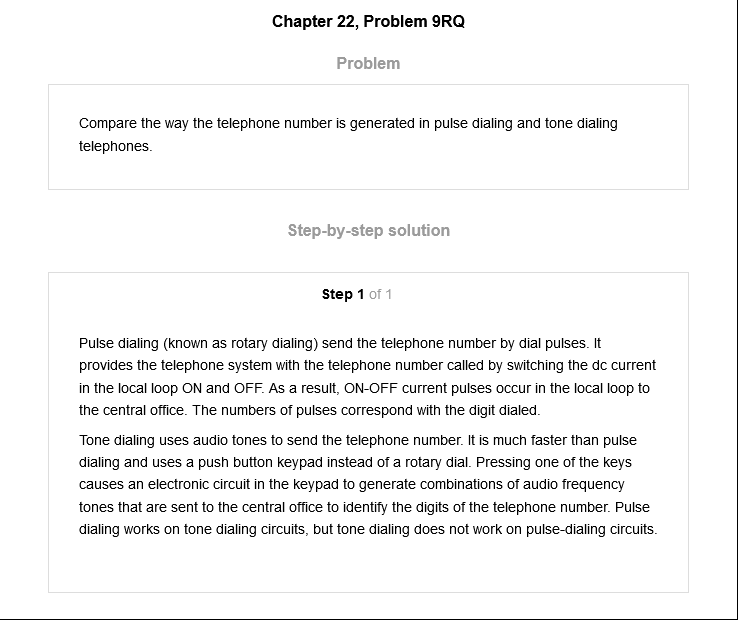 Chapter 22, Problem 9RQ
Problem
Compare the way the telephone number is generated in pulse dialing and tone dialing
telephones.
Step-by-step solution
Step 1 of 1
Pulse dialing (known as rotary dialing) send the telephone number by dial pulses. It
provides the telephone system with the telephone number called by switching the dc current
in the local loop ON and OFF. As a result, ON-OFF current pulses occur in the local loop to
the central office. The numbers of pulses correspond with the digit dialed.
Tone dialing uses audio tones to send the telephone number. It is much faster than pulse
dialing and uses a push button keypad instead of a rotary dial. Pressing one of the keys
causes an electronic circuit in the keypad to generate combinations of audio frequency
tones that are sent to the central office to identify the digits of the telephone number. Pulse
dialing works on tone dialing circuits, but tone dialing does not work on pulse-dialing circuits.